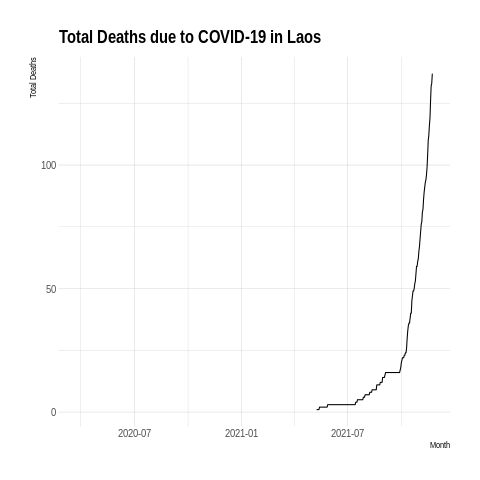 Total Deaths due to COVID-19 in Laos
Total Deaths
100
50
0
2020-07 2021-01 2021-07
Month